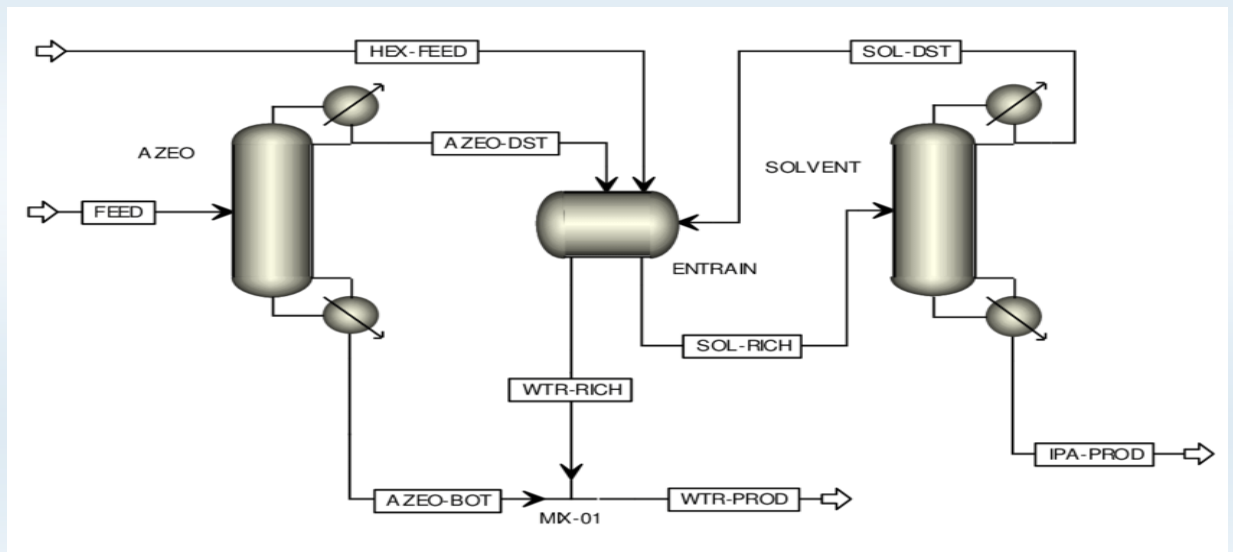 HEX-FEED
SOL-DST
AZEO-DST
AZEO
SOLVENT
FEED
ENTRAIN
SOL-RICH
WTR-RICH
IPA-PROD
AZEO-BOT
WTR-PROD
MIX-01